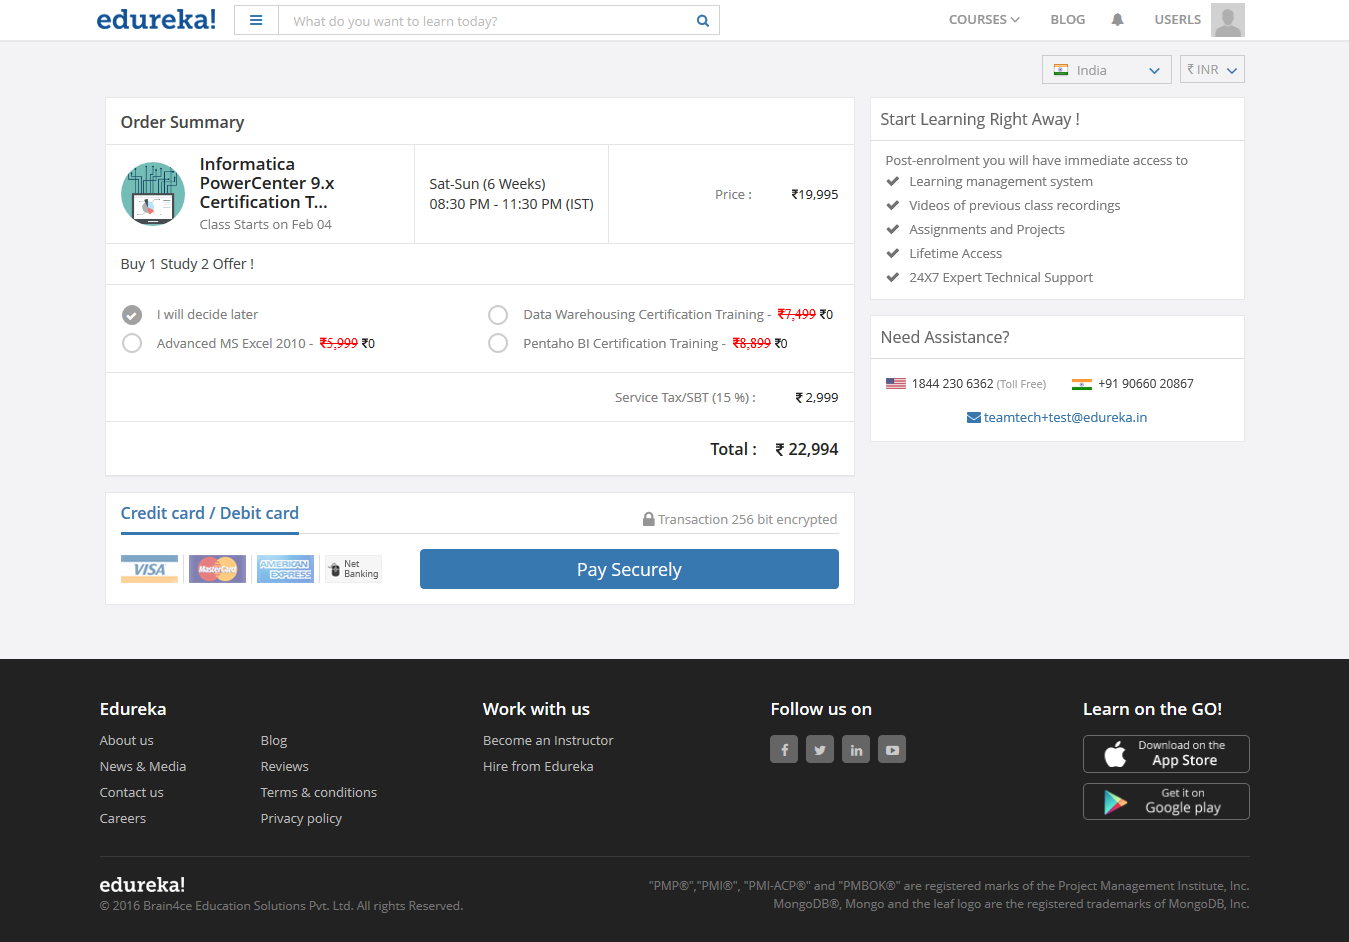 edureka!
What do you want to learn today?
COURSES
BLOG
USERLS
India
₹ INR
Order Summary
Informatica
PowerCenter 9.x
Certification T...
Class Starts on Feb 04
Sat-Sun (6 Weeks)
08:30 PM - 11:30 PM (IST)
Price : ₹19,995
Buy 1 Study 2 Offer !
I will decide later
Data Warehousing Certification Training - ₹7,499 ₹0
Advanced MS Excel 2010 - ₹5,999 ₹0
Pentaho BI Certification Training - ₹8,899 ₹0
Service Tax/SBT (15 %) : ₹ 2,999
Total : ₹ 22,994
Credit card / Debit card
Transaction 256 bit encrypted
VISA
MasterCard
AMERICAN
EXPRESS
Net
Banking
Pay Securely
Start Learning Right Away !
Post-enrolment you will have immediate access to
Learning management system
Videos of previous class recordings
Assignments and Projects
Lifetime Access
24X7 Expert Technical Support
Need Assistance?
1844 230 6362 (Toll Free)
+91 90660 20867
teamtech+test@edureka.in
Edureka
About us
News & Media
Contact us
Careers
Blog
Reviews
Terms & conditions
Privacy policy
Work with us
Become an Instructor
Hire from Edureka
Follow us on
Learn on the GO!
Download on the
App Store
Get it on
Google play
edureka!
© 2016 Brain4ce Education Solutions Pvt. Ltd. All rights Reserved.
"PMP®","PMI®", "PMI-ACP®" and "PMBOK®" are registered marks of the Project Management Institute, Inc.
MongoDB®, Mongo and the leaf logo are the registered trademarks of MongoDB, Inc.